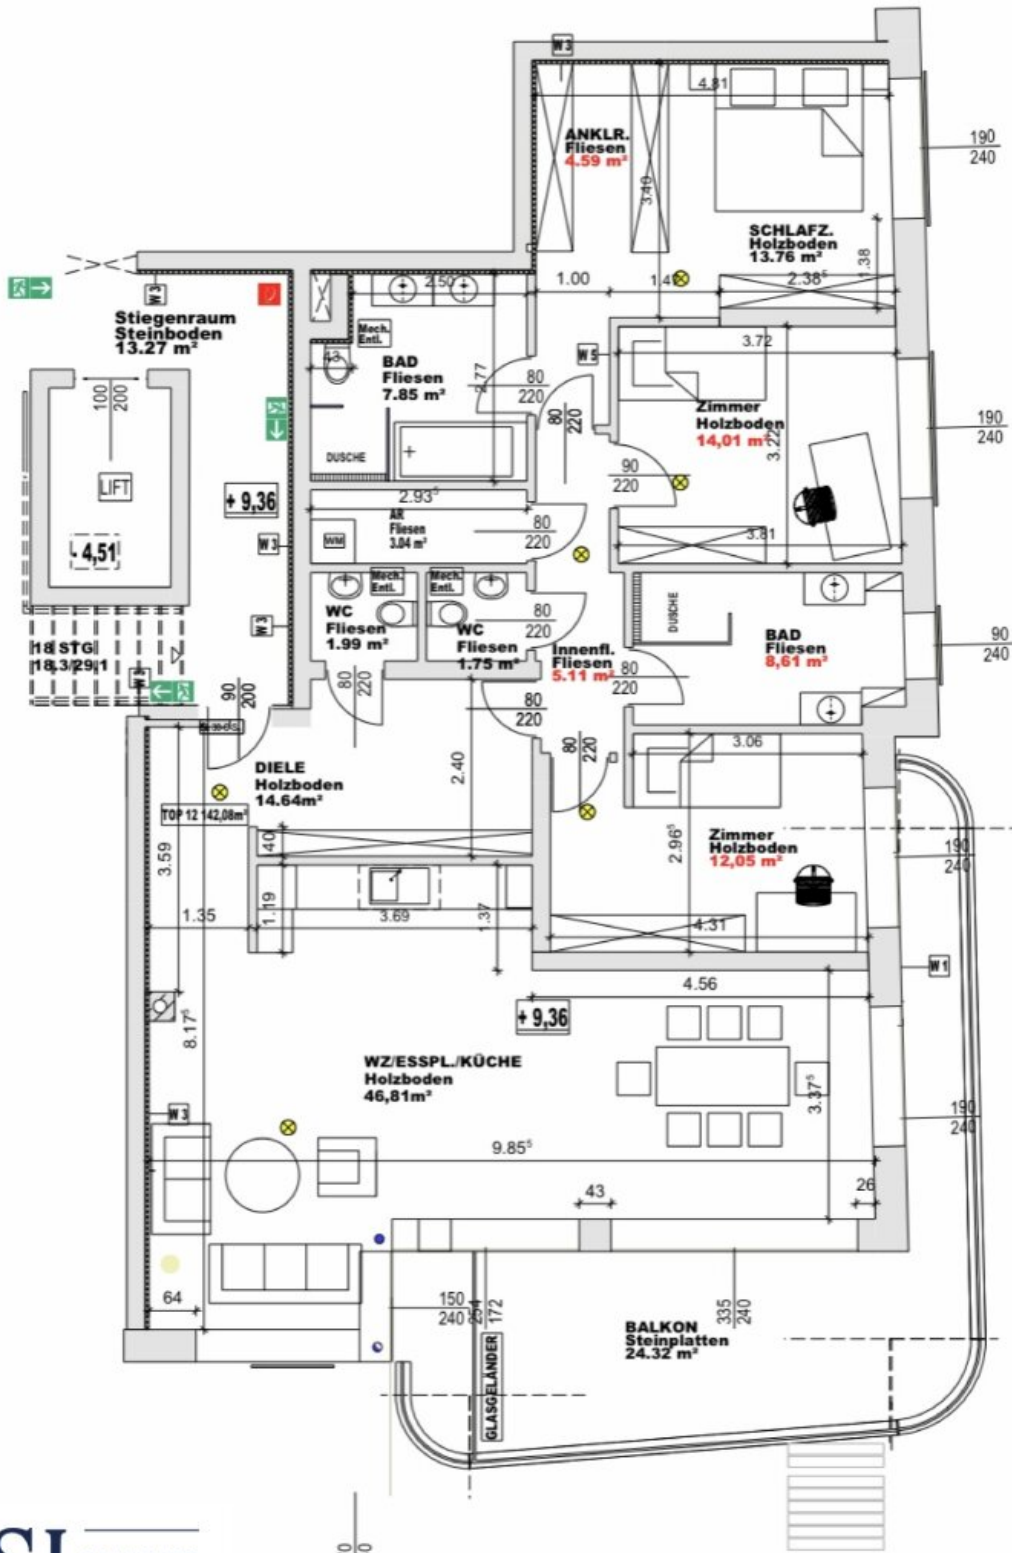 W3
4.81
190
240
ANKLR.
Fliesen
4.59 m²
3.40
SCHLAFZ.
Holzboden
13.76 m²
1.38
2.38⁵
1.00
2.50
W3
Stiegenraum
Steinboden
13.27 m²
Mech.
Entl.
43
BAD
Fliesen
7.85 m²
80
220
W5
3.72
80
220
Zimmer
Holzboden
14,01 m²
3.22
190
240
100
200
LIFT
- 4,51
+ 9,36
DUSCHE
90
220
2.93⁵
AR
Fliesen
3.04 m²
WM
80
220
3.81
W3
Mech.
Entl.
Mech.
Entl.
WC
Fliesen
1.99 m²
WC
Fliesen
1.75 m²
80
220
DUSCHE
BAD
Fliesen
8,61 m²
90
240
W3
18 STG
18,3/29,1
W3
Innenfl.
Fliesen
5.11 m²
80
220
90
200
80
220
80
220
80
220
3.06
DIELE
Holzboden
14.64m²
2.40
TOP 12 142,08m²
40
3.59
2.96⁵
Zimmer
Holzboden
12,05 m²
190
240
1.35
1.19
3.69
1.37
4.31
W1
4.56
+ 9,36
8.17⁵
WZ/ESSPL./KÜCHE
Holzboden
46,81m²
3.37⁵
190
240
W3
9.85⁵
43
26
64
150
240
172
335
240
GLASGELÄNDER
BALKON
Steinplatten
24.32 m²